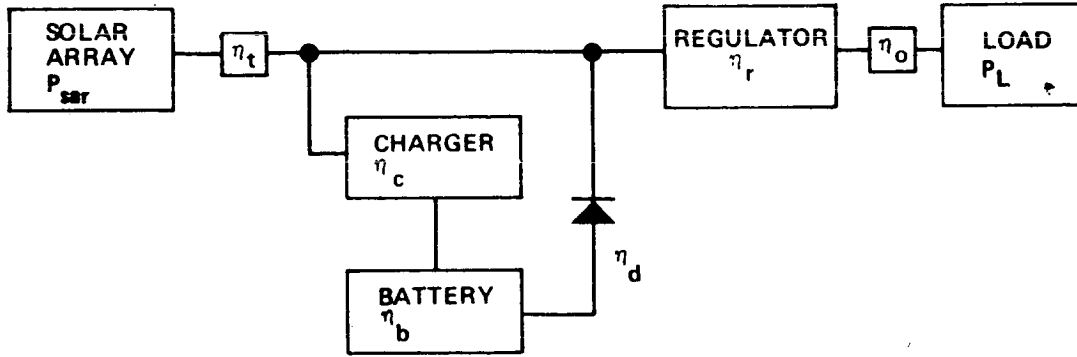 SOLAR
ARRAY
P_sar
η_t
CHARGER
η_c
BATTERY
η_b
η_d
REGULATOR
η_r
η_o
LOAD
P_L